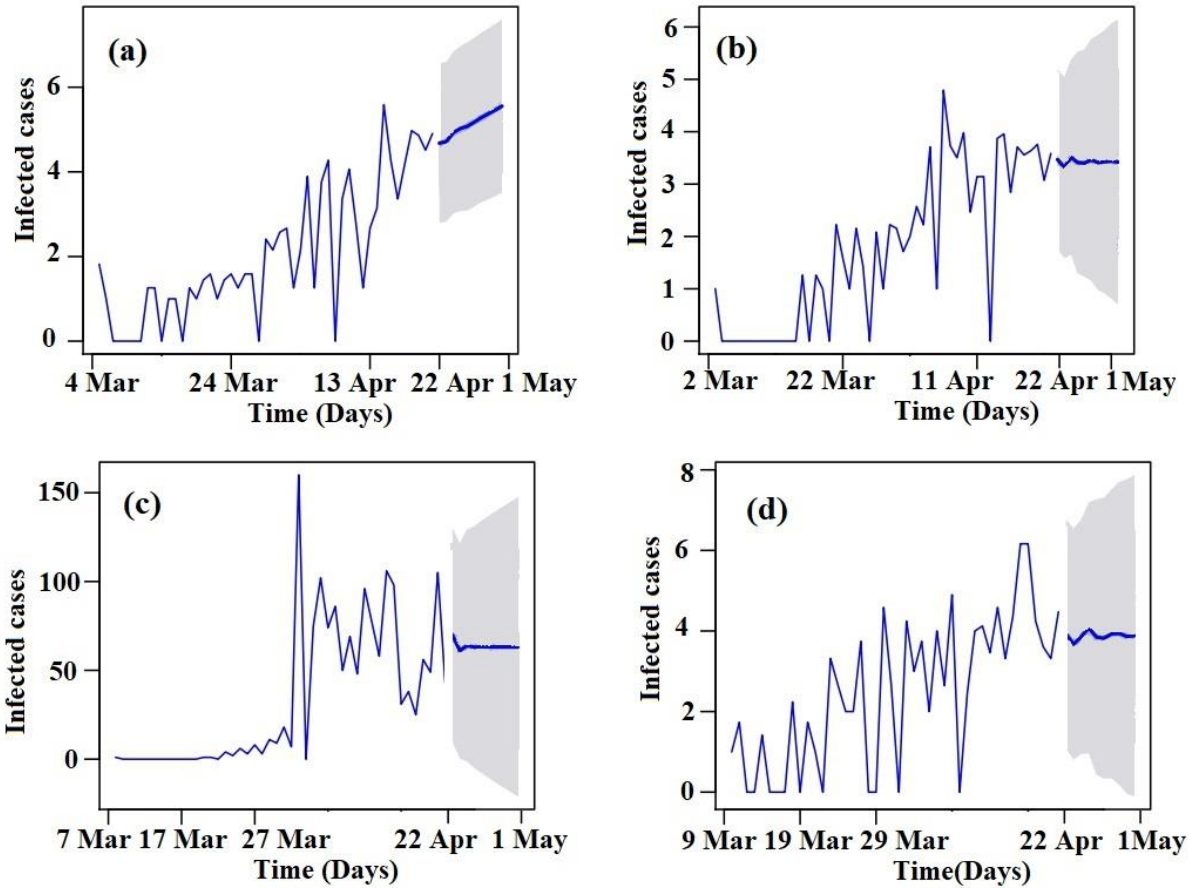 (a)
Infected cases
6
4
2
0
4 Mar 24 Mar 13 Apr 22 Apr 1 May
Time (Days)
(b)
Infected cases
6
5
4
3
2
1
0
2 Mar 22 Mar 11 Apr 22 Apr 1 May
Time (Days)
(c)
Infected cases
150
100
50
0
7 Mar 17 Mar 27 Mar 22 Apr 1 May
Time (Days)
(d)
Infected cases
8
6
4
2
0
9 Mar 19 Mar 29 Mar 22 Apr 1May
Time(Days)